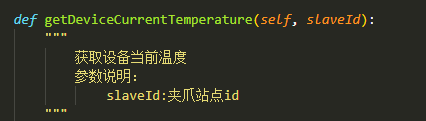 def getDeviceCurrentTemperature(self, slaveId):
"""
获取设备当前温度
参数说明:
slaveId:夹爪站点id
"""